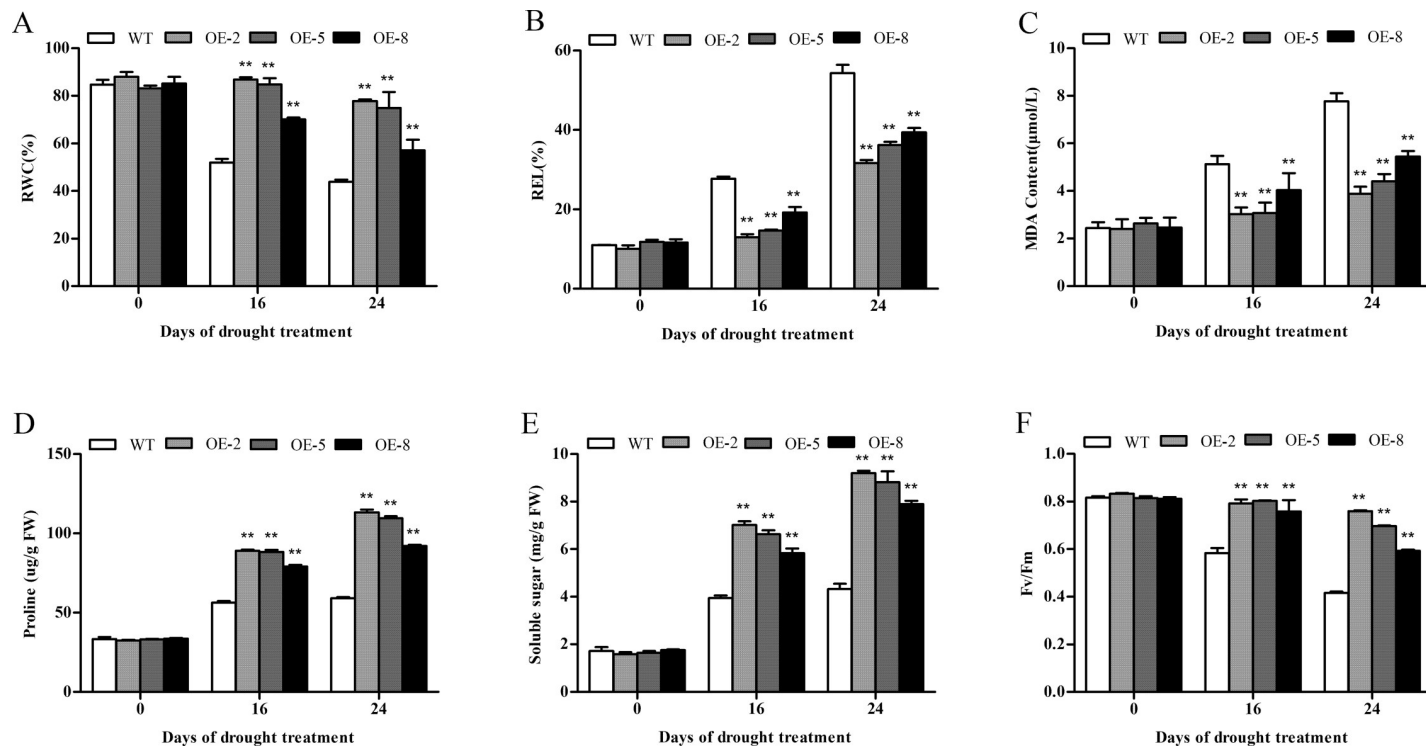 A
WT OE-2 OE-5 OE-8
100
80
60
40
20
0
RWC(%)
** ** **
** ** **
0 16 24
Days of drought treatment
B
WT OE-2 OE-5 OE-8
60
40
20
0
REL(%)
** ** **
** ** **
0 16 24
Days of drought treatment
C
WT OE-2 OE-5 OE-8
10
8
6
4
2
0
MDA Content(μmol/L)
** ** **
** ** **
0 16 24
Days of drought treatment
D
WT OE-2 OE-5 OE-8
150
100
50
0
Proline (ug/g FW)
** ** **
** ** **
0 16 24
Days of drought treatment
E
WT OE-2 OE-5 OE-8
10
8
6
4
2
0
Soluble sugar (mg/g FW)
** ** **
** ** **
0 16 24
Days of drought treatment
F
WT OE-2 OE-5 OE-8
1.0
0.8
0.6
0.4
0.2
0.0
Fv/Fm
** ** **
** ** **
0 16 24
Days of drought treatment